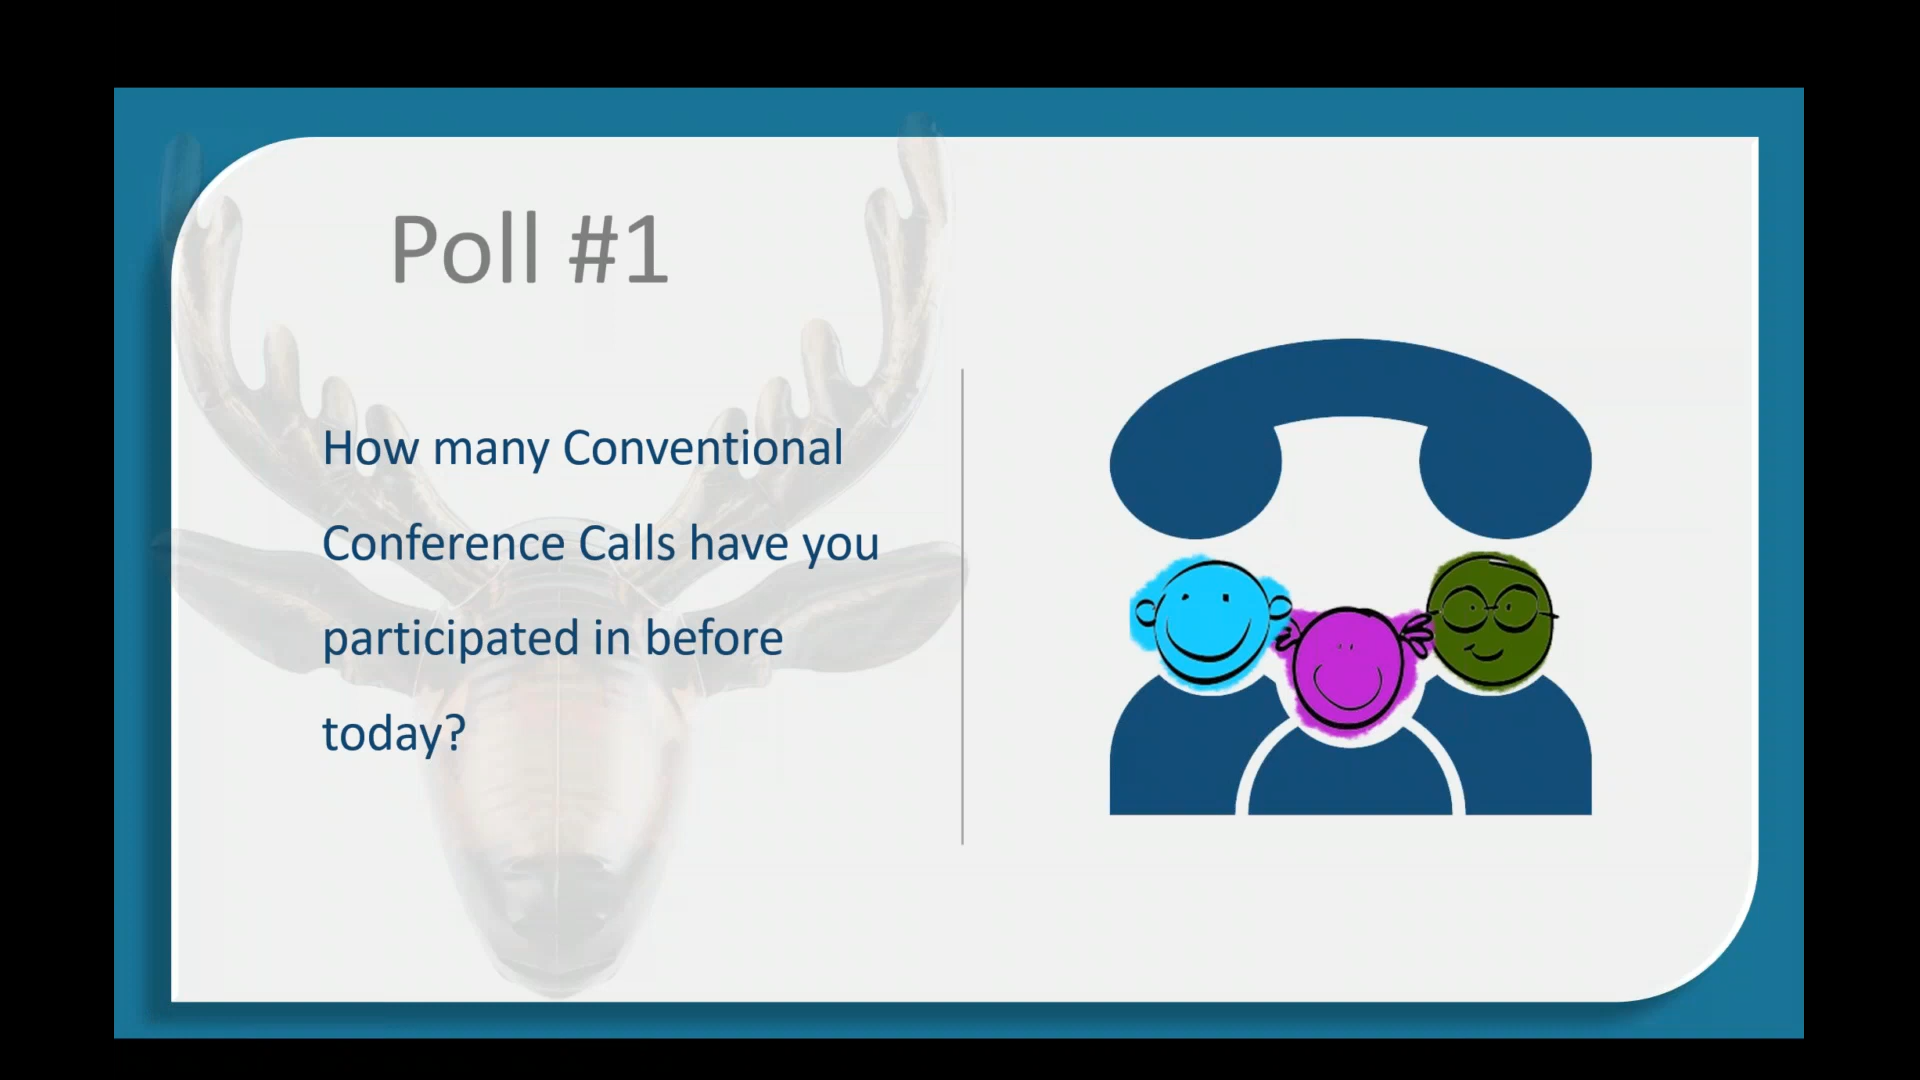 Poll #1
How many Conventional
Conference Calls have you
participated in before
today?